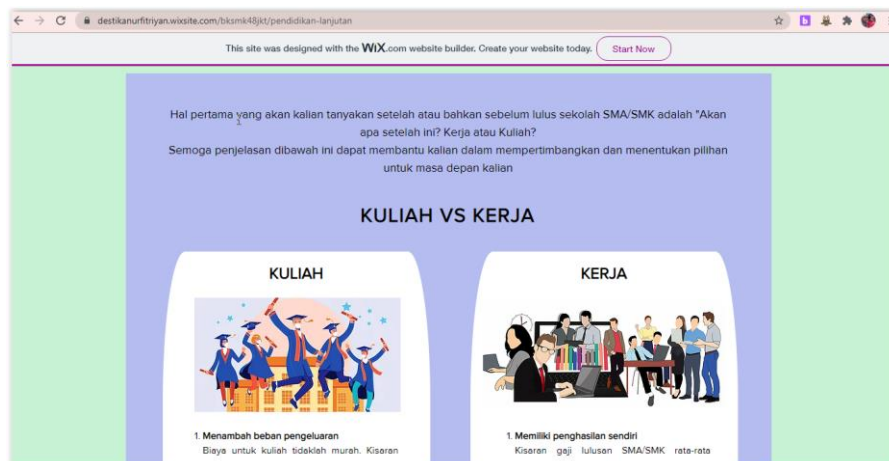 destikanurfitriyan.wixsite.com/bksmk48jkt/pendidikan-lanjutan
This site was designed with the WiX.com website builder. Create your website today. Start Now
Hal pertama yang akan kalian tanyakan setelah atau bahkan sebelum lulus sekolah SMA/SMK adalah "Akan
apa setelah ini? Kerja atau Kuliah?
Semoga penjelasan dibawah ini dapat membantu kalian dalam mempertimbangkan dan menentukan pilihan
untuk masa depan kalian
KULIAH VS KERJA
KULIAH
1. Menambah beban pengeluaran
Biaya untuk kuliah tidaklah murah. Kisaran
KERJA
1. Memiliki penghasilan sendiri
Kisaran gaji lulusan SMA/SMK rata-rata